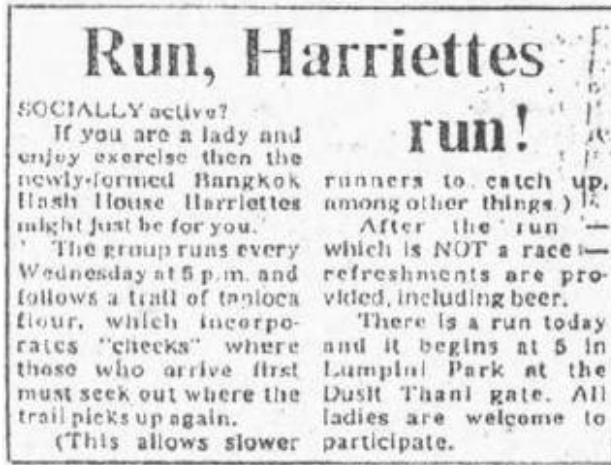 Run, Harriettes
run!
SOCIALLY active?
If you are a lady and
enjoy exercise then the
newly-formed Bangkok
Hash House Harriettes
might just be for you.
The group runs every
Wednesday at 5 p.m. and
follows a trail of tapioca
flour, which incorpo-
rates "checks" where
those who arrive first
must seek out where the
trail picks up again.
(This allows slower
runners to catch up,
among other things.)
After the run —
which is NOT a race —
refreshments are pro-
vided, including beer.
There is a run today
and it begins at 5 in
Lumpini Park at the
Dusit Thani gate. All
ladies are welcome to
participate.